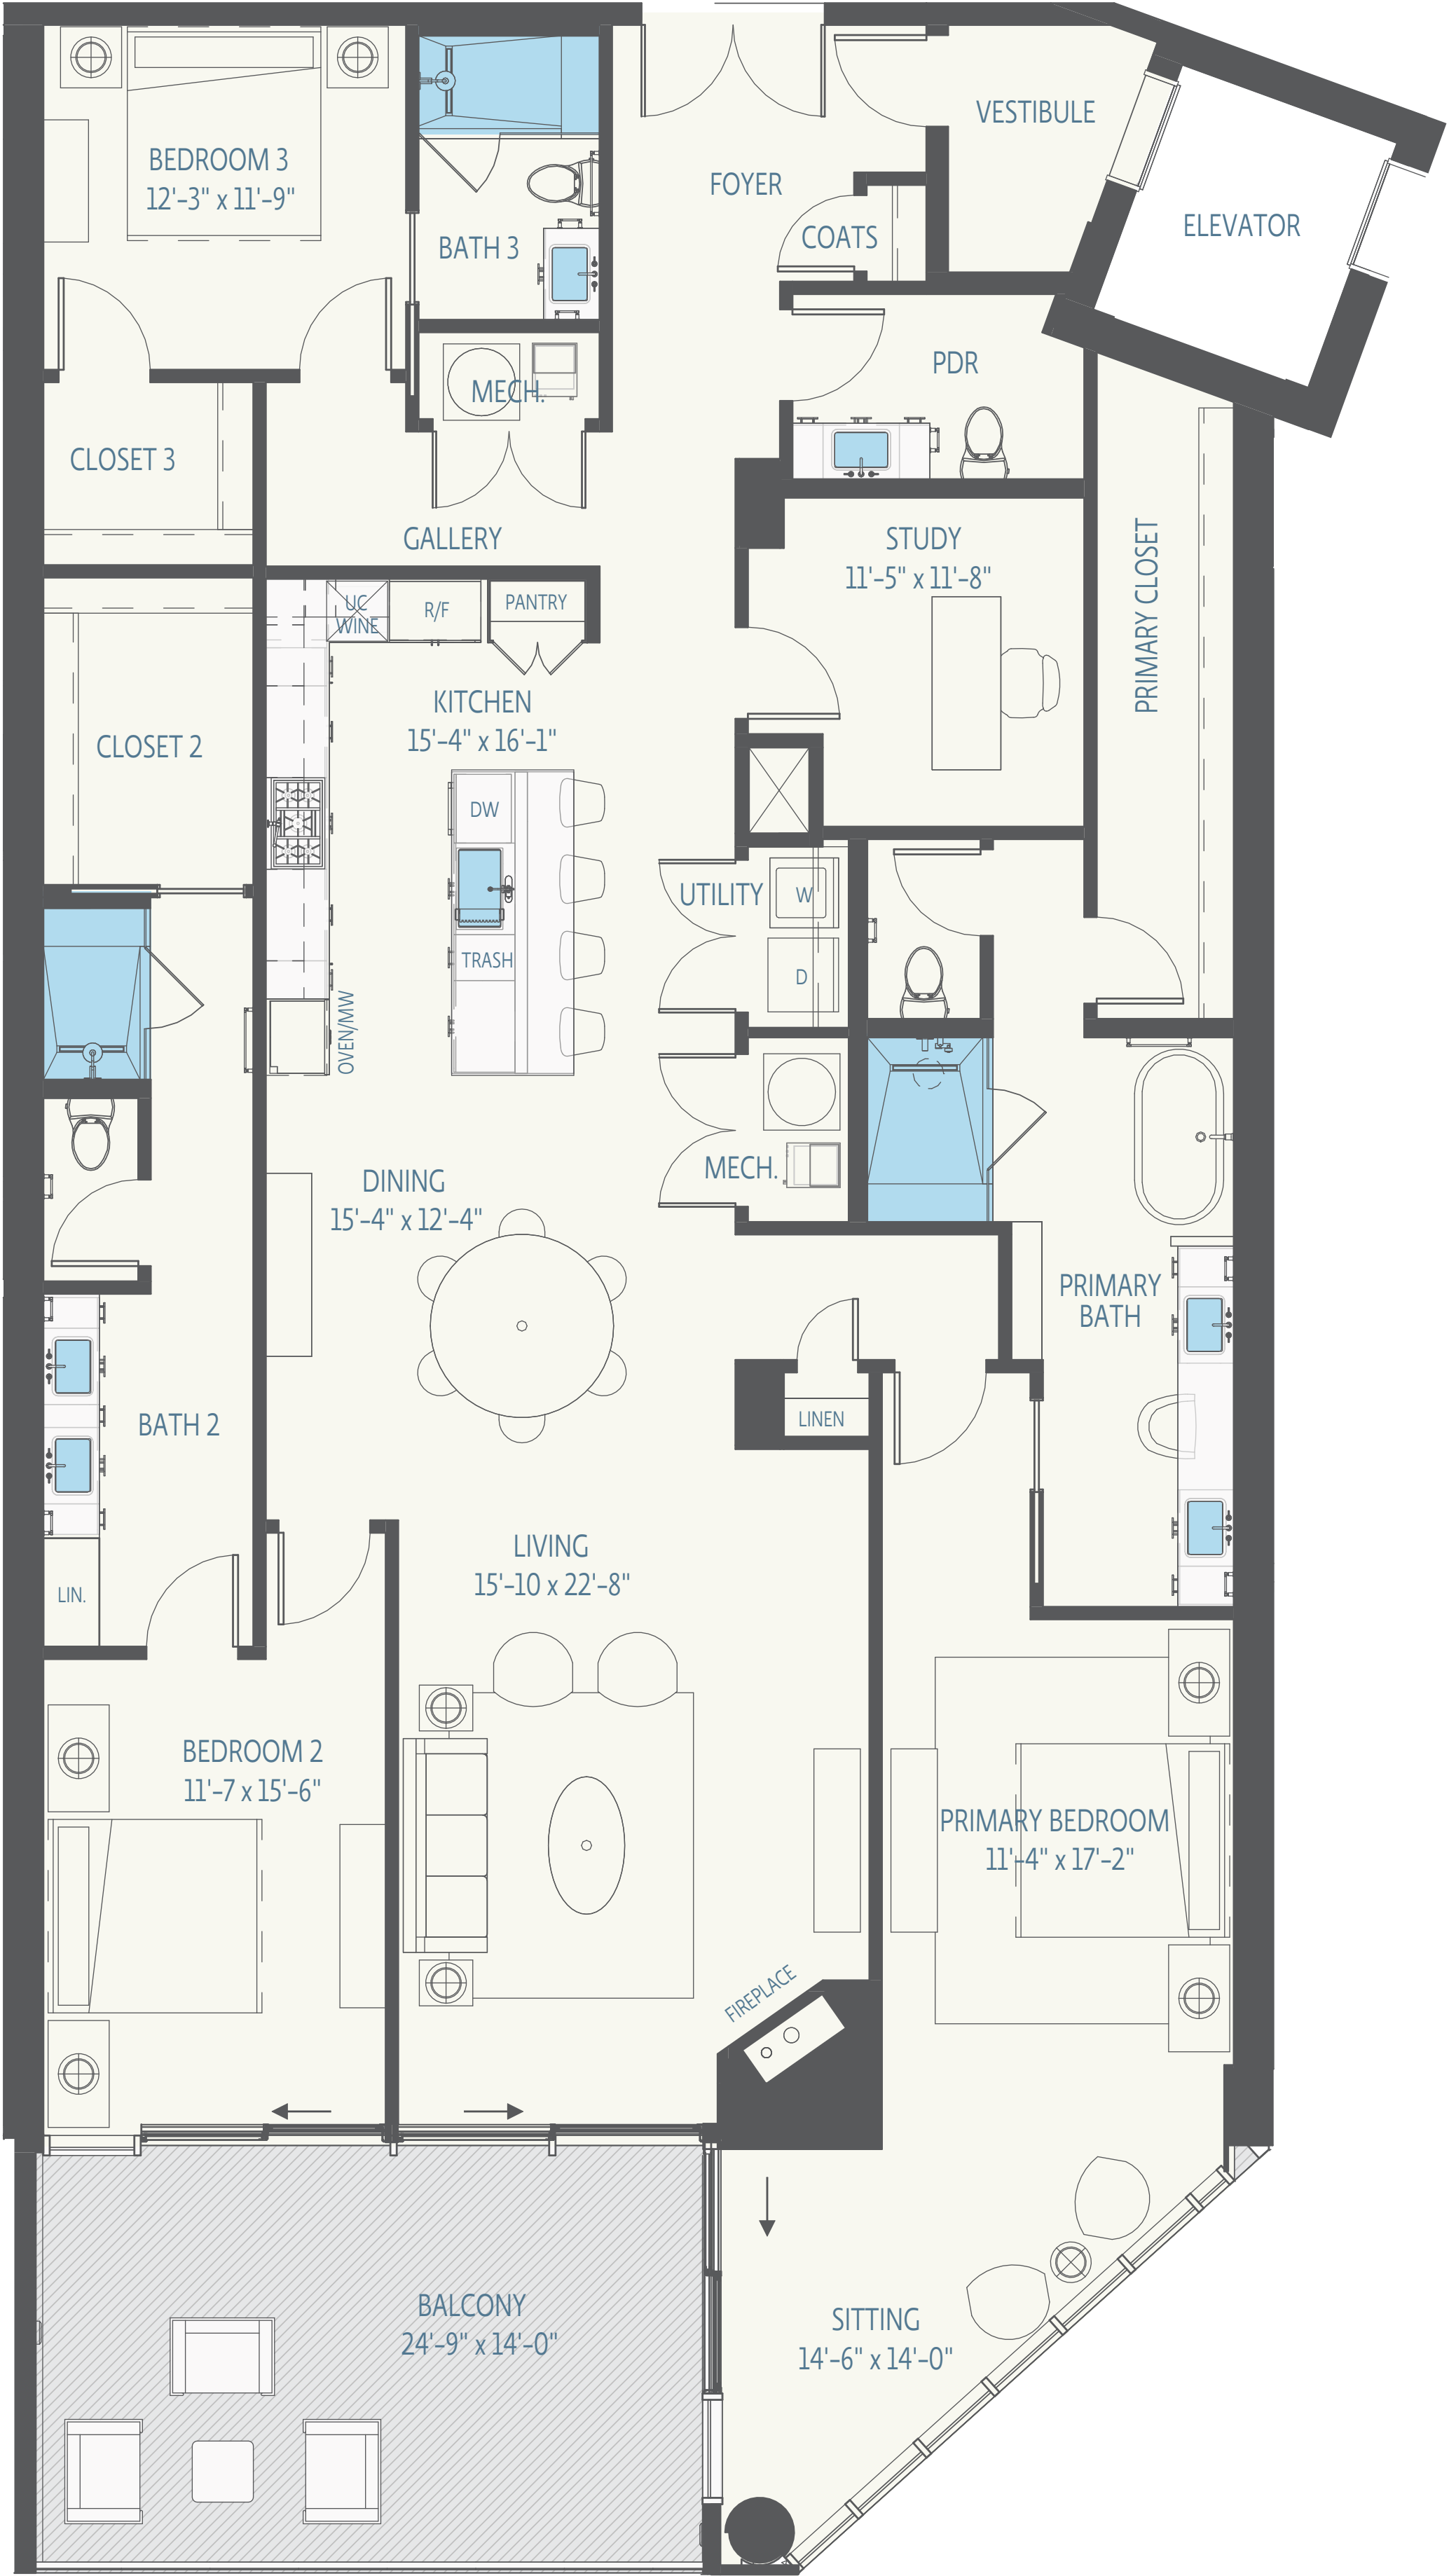 VESTIBULE
BEDROOM 3
12'-3" x 11'-9"
FOYER
ELEVATOR
COATS
BATH 3
PDR
MECH.
CLOSET 3
GALLERY
STUDY
11'-5" x 11'-8"
PRIMARY CLOSET
UC
WINE
R/F
PANTRY
KITCHEN
15'-4" x 16'-1"
CLOSET 2
DW
UTILITY
W
TRASH
D
OVEN/MW
MECH.
DINING
15'-4" x 12'-4"
PRIMARY
BATH
LINEN
BATH 2
LIVING
15'-10 x 22'-8"
LIN.
BEDROOM 2
11'-7 x 15'-6"
PRIMARY BEDROOM
11'-4" x 17'-2"
FIREPLACE
BALCONY
24'-9" x 14'-0"
SITTING
14'-6" x 14'-0"